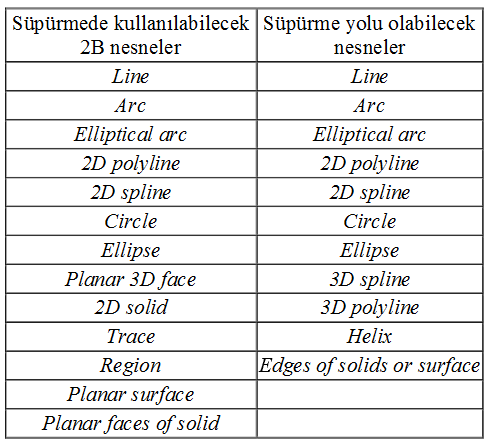 Süpürmede kullanılabilecek 2B nesneler | Süpürme yolu olabilecek nesneler
Line | Line
Arc | Arc
Elliptical arc | Elliptical arc
2D polyline | 2D polyline
2D spline | 2D spline
Circle | Circle
Ellipse | Ellipse
Planar 3D face | 3D spline
2D solid | 3D polyline
Trace | Helix
Region | Edges of solids or surface
Planar surface
Planar faces of solid